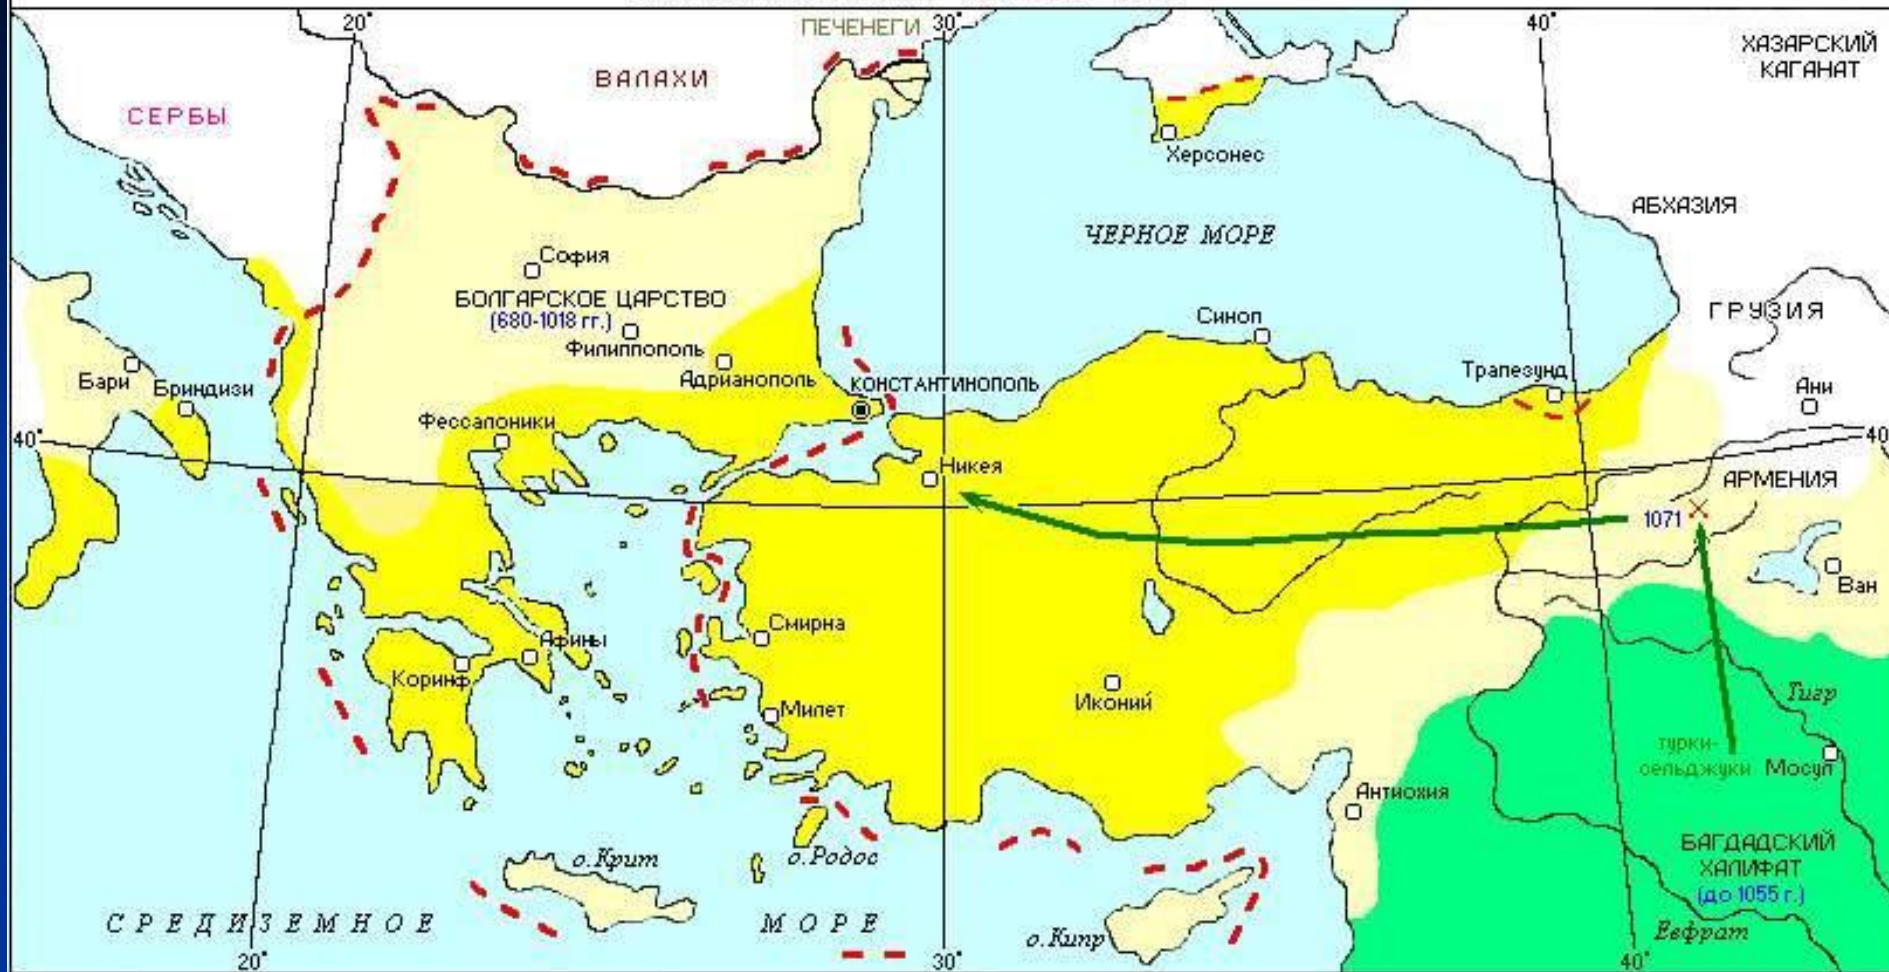 20°
30°
40°
ПЕЧЕНЕГИ
ХАЗАРСКИЙ
КАГАНАТ
ВАЛАХИ
СЕРБЫ
Херсонес
АБХАЗИЯ
ЧЕРНОЕ МОРЕ
София
БОЛГАРСКОЕ ЦАРСТВО
(680-1018 гг.)
Филиппополь
Адрианополь
Синоп
ГРУЗИЯ
Бари
Бриндизи
КОНСТАНТИНОПОЛЬ
Трапезунд
Ани
Фессалоники
40°
40
Никея
АРМЕНИЯ
1071
Ван
Смирна
Афины
Коринф
Милет
Иконий
Тигр
турки-
сельджуки
Мосул
Антиохия
БАГДАДСКИЙ
ХАЛИФАТ
(до 1055 г.)
о.Крит
о.Родос
СРЕДИЗЕМНОЕ МОРЕ
о.Кипр
Евфрат
20°
30°
40°